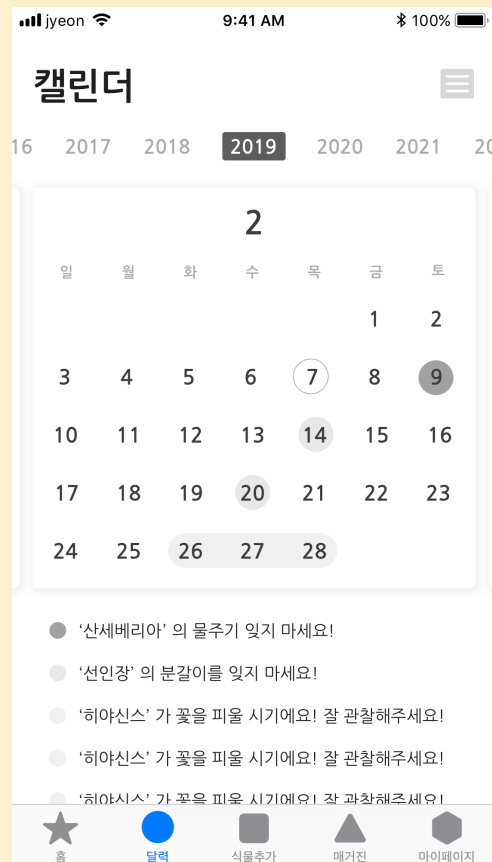 jyeon 9:41 AM 100%
캘린더
16 2017 2018 2019 2020 2021 20
2
일 월 화 수 목 금 토
1 2
3 4 5 6 7 8 9
10 11 12 13 14 15 16
17 18 19 20 21 22 23
24 25 26 27 28
‘산세베리아’ 의 물주기 잊지 마세요!
‘선인장’ 의 분갈이를 잊지 마세요!
‘히야신스’ 가 꽃을 피울 시기에요! 잘 관찰해주세요!
‘히야신스’ 가 꽃을 피울 시기에요! 잘 관찰해주세요!
‘히야신스’ 가 꽃을 피울 시기에요! 잘 관찰해주세요!
홈 달력 식물추가 매거진 마이페이지